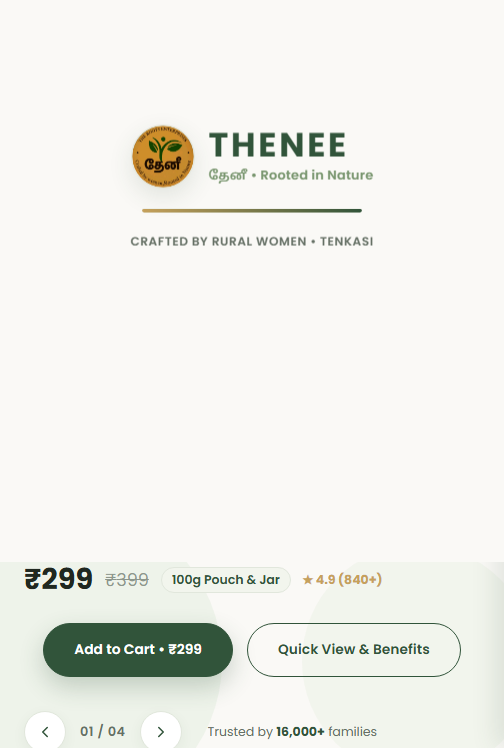 THENEE
தேனீ
தேனீ • Rooted in Nature
CRAFTED BY RURAL WOMEN • TENKASI
₹299 ₹399 100g Pouch & Jar ★ 4.9 (840+)
Add to Cart • ₹299 Quick View & Benefits
01 / 04 Trusted by 16,000+ families